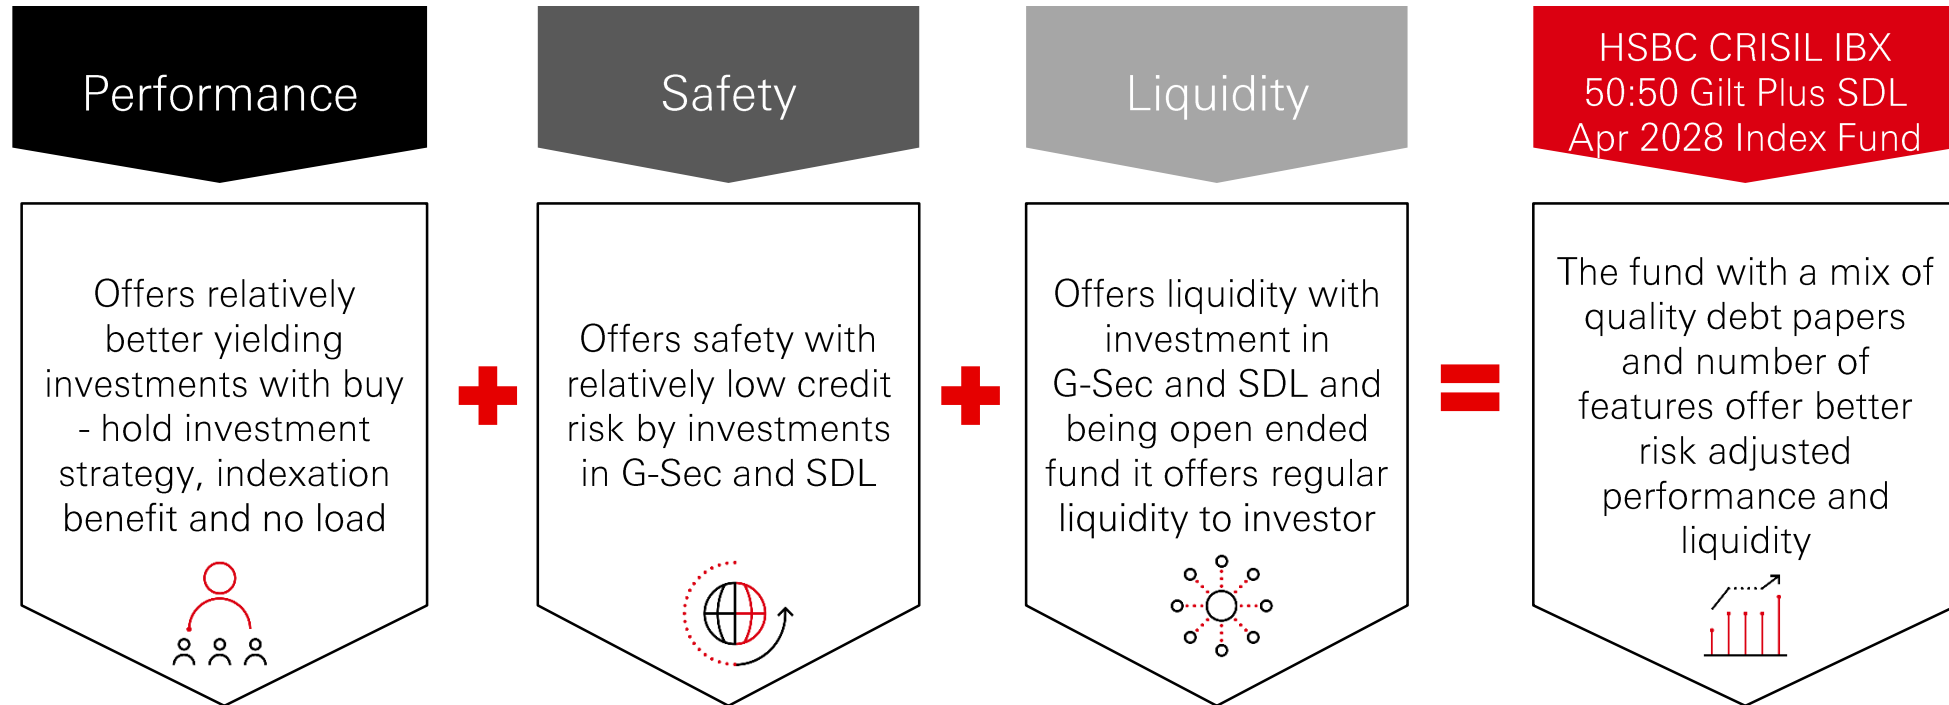 Performance
Safety
Liquidity
HSBC CRISIL IBX
50:50 Gilt Plus SDL
Apr 2028 Index Fund
Offers relatively
better yielding
investments with buy
- hold investment
strategy, indexation
benefit and no load
Offers safety with
relatively low credit
risk by investments
in G-Sec and SDL
Offers liquidity with
investment in
G-Sec and SDL and
being open ended
fund it offers regular
liquidity to investor
The fund with a mix of
quality debt papers
and number of
features offer better
risk adjusted
performance and
liquidity